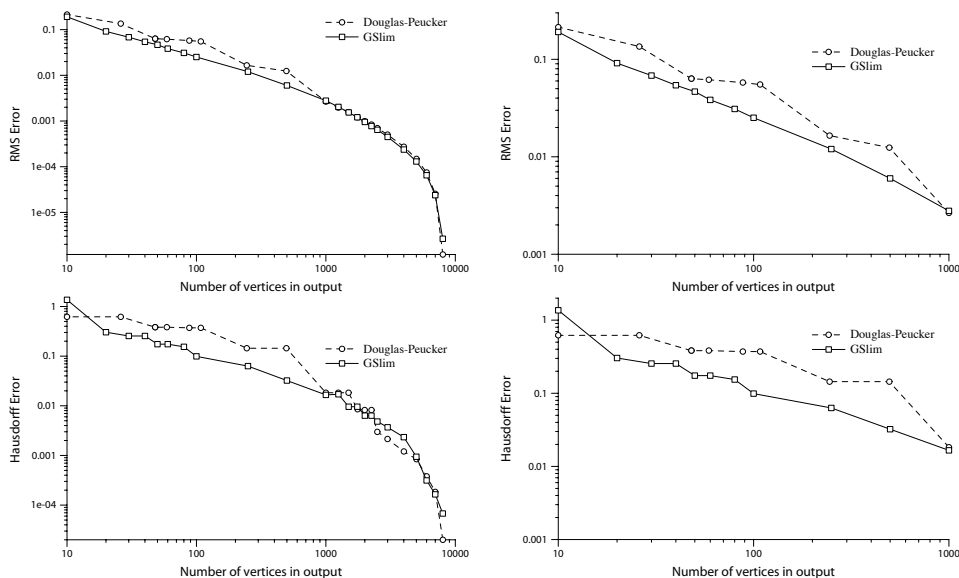 0.1
0.01
0.001
1e-04
1e-05
RMS Error
Douglas-Peucker
GSlim
10
100
1000
10000
Number of vertices in output
0.1
0.01
0.001
RMS Error
Douglas-Peucker
GSlim
10
100
1000
Number of vertices in output
1
0.1
0.01
0.001
1e-04
Hausdorff Error
Douglas-Peucker
GSlim
10
100
1000
10000
Number of vertices in output
1
0.1
0.01
0.001
Hausdorff Error
Douglas-Peucker
GSlim
10
100
1000
Number of vertices in output